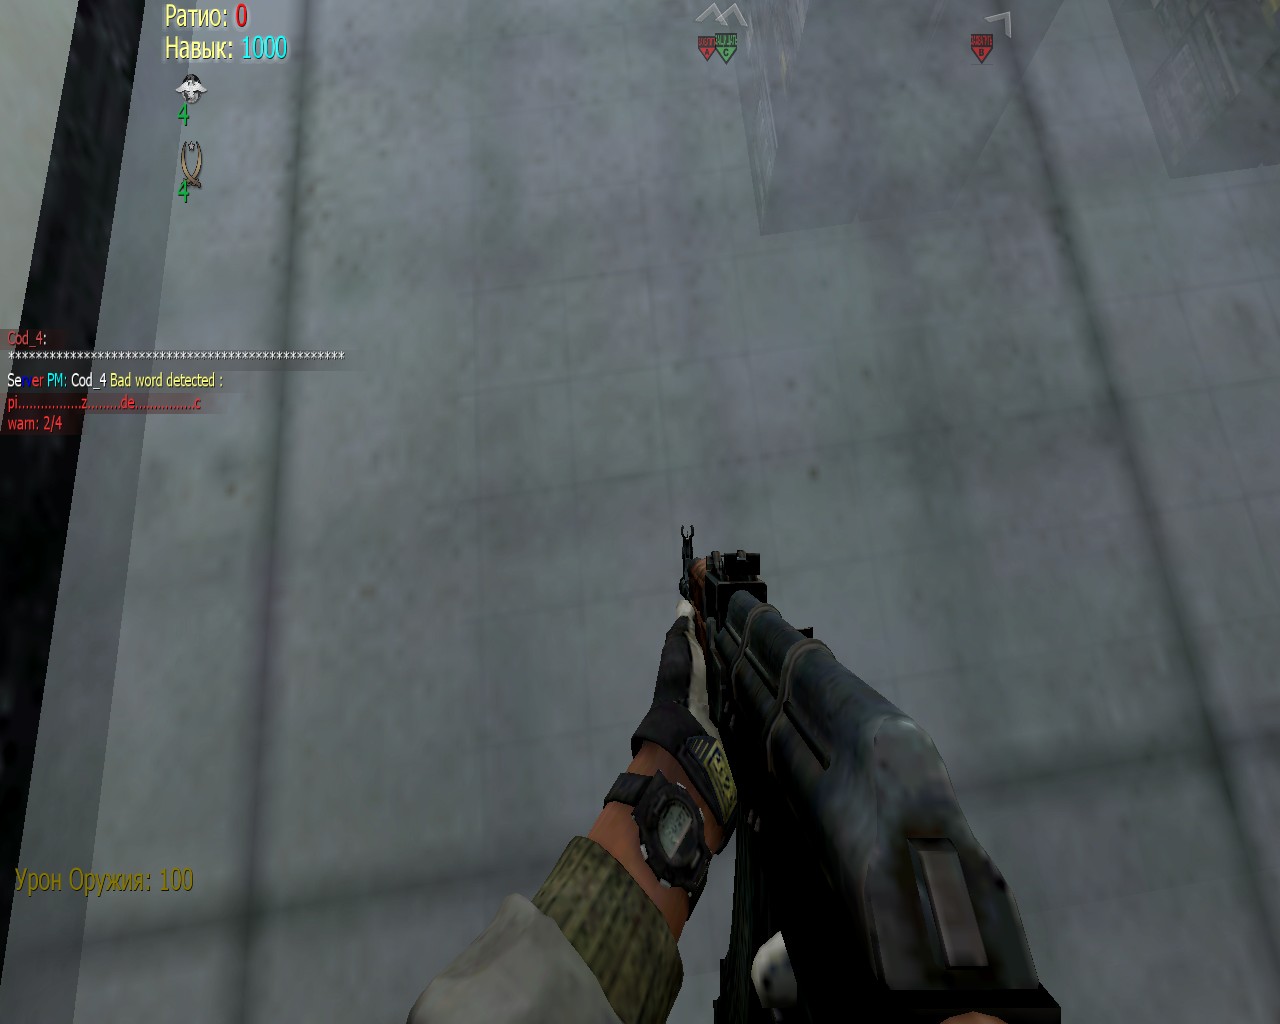 Ратио: 0
Навык: 1000
4
4
Cod_4:
*************************************************
Server PM: Cod_4 Bad word detected :
pi.................z.........de................c
warn: 2/4
A
C
B
Урон Оружия: 100